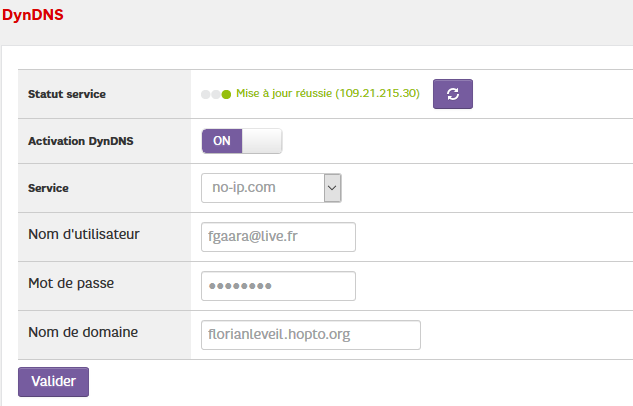 DynDNS
Statut service
Mise à jour réussie (109.21.215.30)
Activation DynDNS
ON
Service
no-ip.com
Nom d'utilisateur
fgaara@live.fr
Mot de passe
●●●●●●●●
Nom de domaine
florianleveil.hopto.org
Valider